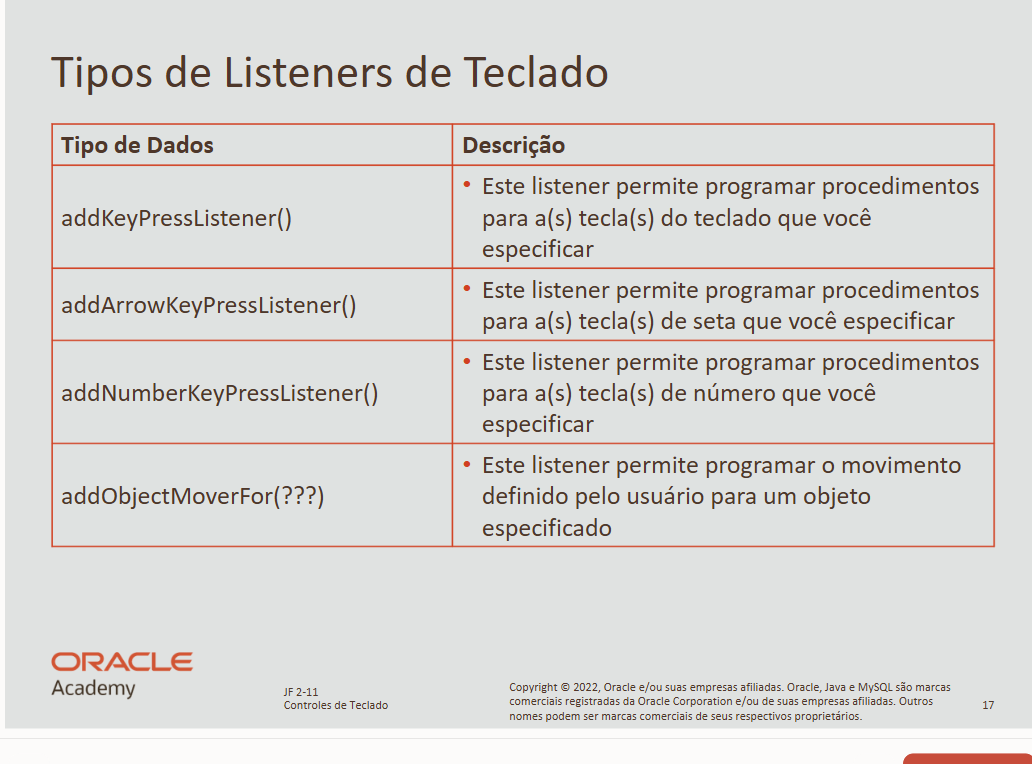 Tipos de Listeners de Teclado
Tipo de Dados
Descrição
addKeyPressListener()
• Este listener permite programar procedimentos
para a(s) tecla(s) do teclado que você
especificar
addArrowKeyPressListener()
• Este listener permite programar procedimentos
para a(s) tecla(s) de seta que você especificar
addNumberKeyPressListener()
• Este listener permite programar procedimentos
para a(s) tecla(s) de número que você
especificar
addObjectMoverFor(???)
• Este listener permite programar o movimento
definido pelo usuário para um objeto
especificado
ORACLE
Academy
JF 2-11
Controles de Teclado
Copyright © 2022, Oracle e/ou suas empresas afiliadas. Oracle, Java e MySQL são marcas
comerciais registradas da Oracle Corporation e/ou de suas empresas afiliadas. Outros
nomes podem ser marcas comerciais de seus respectivos proprietários.
17